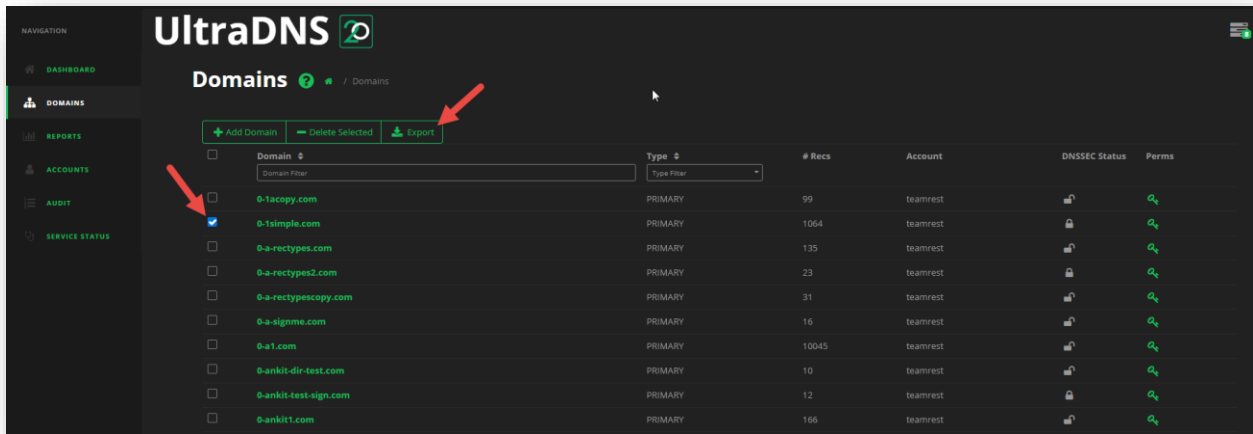 NAVIGATION
UltraDNS 20
DASHBOARD
Domains ? / Domains
DOMAINS
Add Domain Delete Selected Export
REPORTS
Domain Type # Recs Account DNSSEC Status Perms
ACCOUNTS
Domain Filter Type Filter
AUDIT
0-1acopy.com PRIMARY 99 teamrest
0-1simple.com PRIMARY 1064 teamrest
SERVICE STATUS
0-a-rectypes.com PRIMARY 135 teamrest
0-a-rectypes2.com PRIMARY 23 teamrest
0-a-rectypescopy.com PRIMARY 31 teamrest
0-a-signme.com PRIMARY 16 teamrest
0-a1.com PRIMARY 10045 teamrest
0-ankit-dir-test.com PRIMARY 10 teamrest
0-ankit-test-sign.com PRIMARY 12 teamrest
0-ankit1.com PRIMARY 166 teamrest